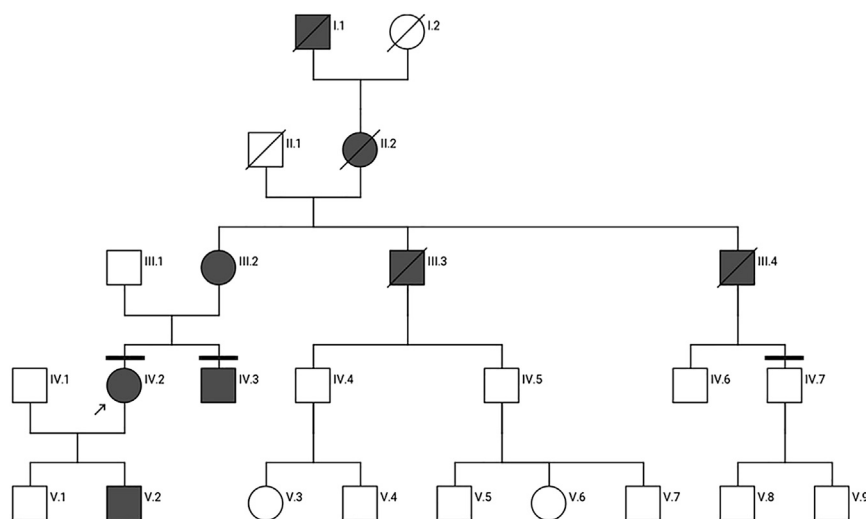 I.1 I.2
II.1 II.2
III.1 III.2 III.3 III.4
IV.1 IV.2 IV.3 IV.4 IV.5 IV.6 IV.7
V.1 V.2 V.3 V.4 V.5 V.6 V.7 V.8 V.9